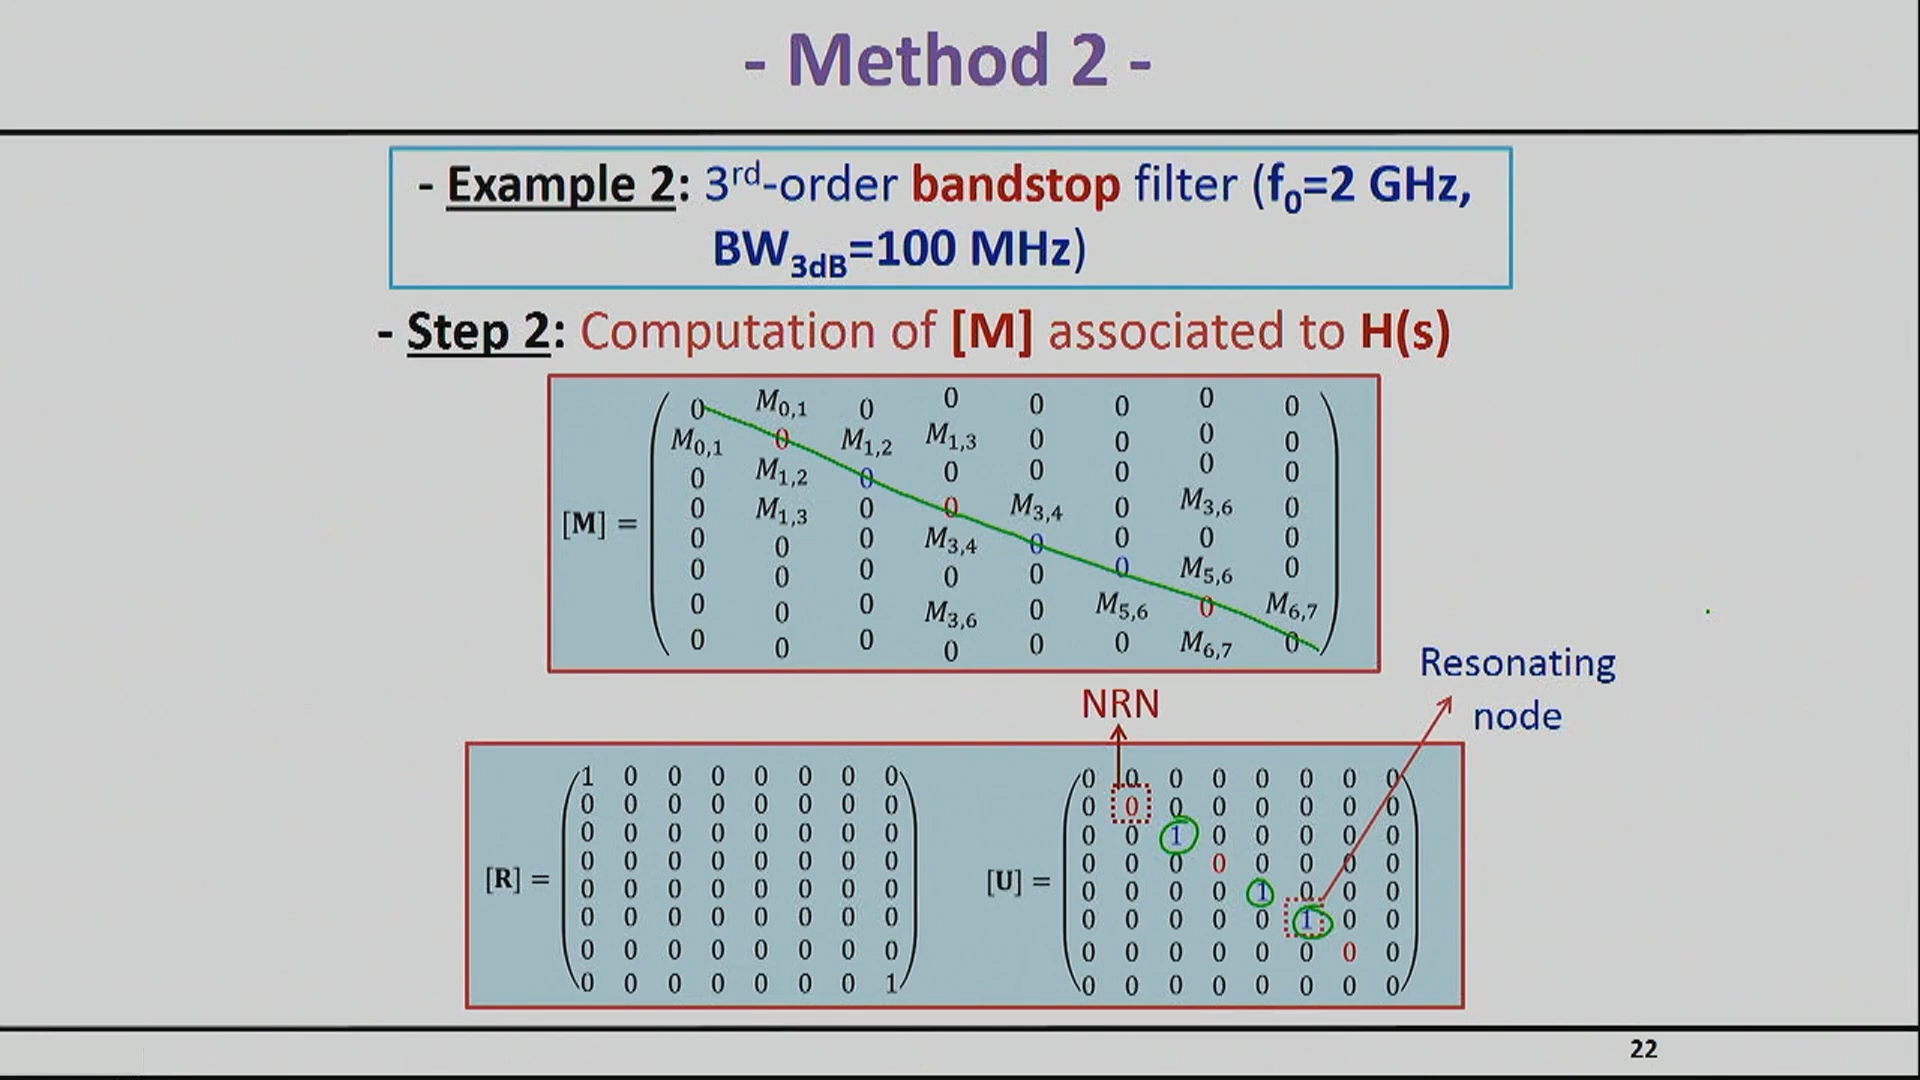 - Method 2 -
- Example 2: 3rd-order bandstop filter (f0=2 GHz,
BW3dB=100 MHz)
- Step 2: Computation of [M] associated to H(s)
0 M0,1 0 0 0 0 0 0
M0,1 0 M1,2 M1,3 0 0 0 0
0 M1,2 0 0 0 0 0 0
[M] = 0 M1,3 0 0 M3,4 0 M3,6 0
0 0 0 M3,4 0 0 0 0
0 0 0 0 0 0 M5,6 0
0 0 0 M3,6 0 M5,6 0 M6,7
0 0 0 0 0 0 M6,7 0
Resonating
node
NRN
1 0 0 0 0 0 0 0
0 0 0 0 0 0 0 0
0 0 0 0 0 0 0 0
0 0 0 0 0 0 0 0
[R] =
0 0 0 0 0 0 0 0
0 0 0 0 0 0 0 0
0 0 0 0 0 0 0 0
0 0 0 0 0 0 0 1
0 0 0 0 0 0 0 0
0 0 0 0 0 0 0 0
0 0 1 0 0 0 0 0
0 0 0 0 0 0 0 0
[U] =
0 0 0 0 1 0 0 0
0 0 0 0 0 1 0 0
0 0 0 0 0 0 0 0
0 0 0 0 0 0 0 0
22